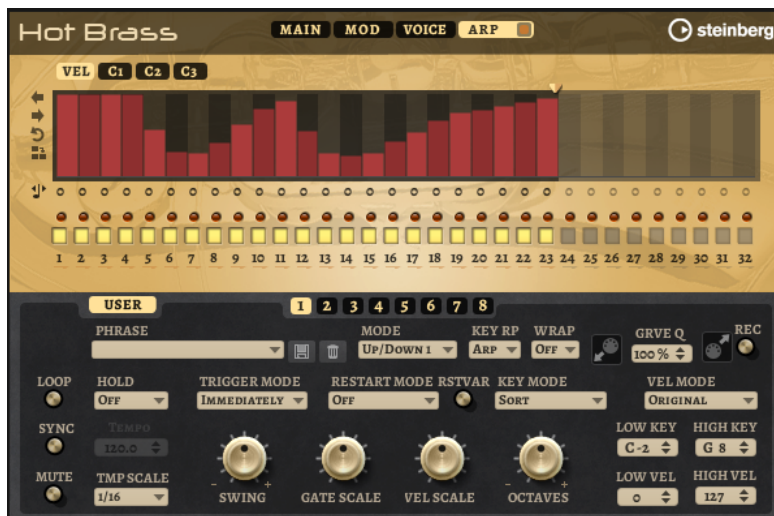 Hot Brass MAIN MOD VOICE ARP steinberg
VEL C1 C2 C3
1 2 3 4 5 6 7 8 9 10 11 12 13 14 15 16 17 18 19 20 21 22 23 24 25 26 27 28 29 30 31 32
USER 1 2 3 4 5 6 7 8
PHRASE MODE KEY RP WRAP GRVE Q REC
UP/DOWN 1 ARP OFF 100 %
LOOP HOLD TRIGGER MODE RESTART MODE RSTVAR KEY MODE VEL MODE
OFF IMMEDIATELY OFF SORT ORIGINAL
SYNC TEMPO LOW KEY HIGH KEY
120.0 C-2 G 8
MUTE TMP SCALE LOW VEL HIGH VEL
1/16 - + - + 0 127
SWING GATE SCALE VEL SCALE OCTAVES